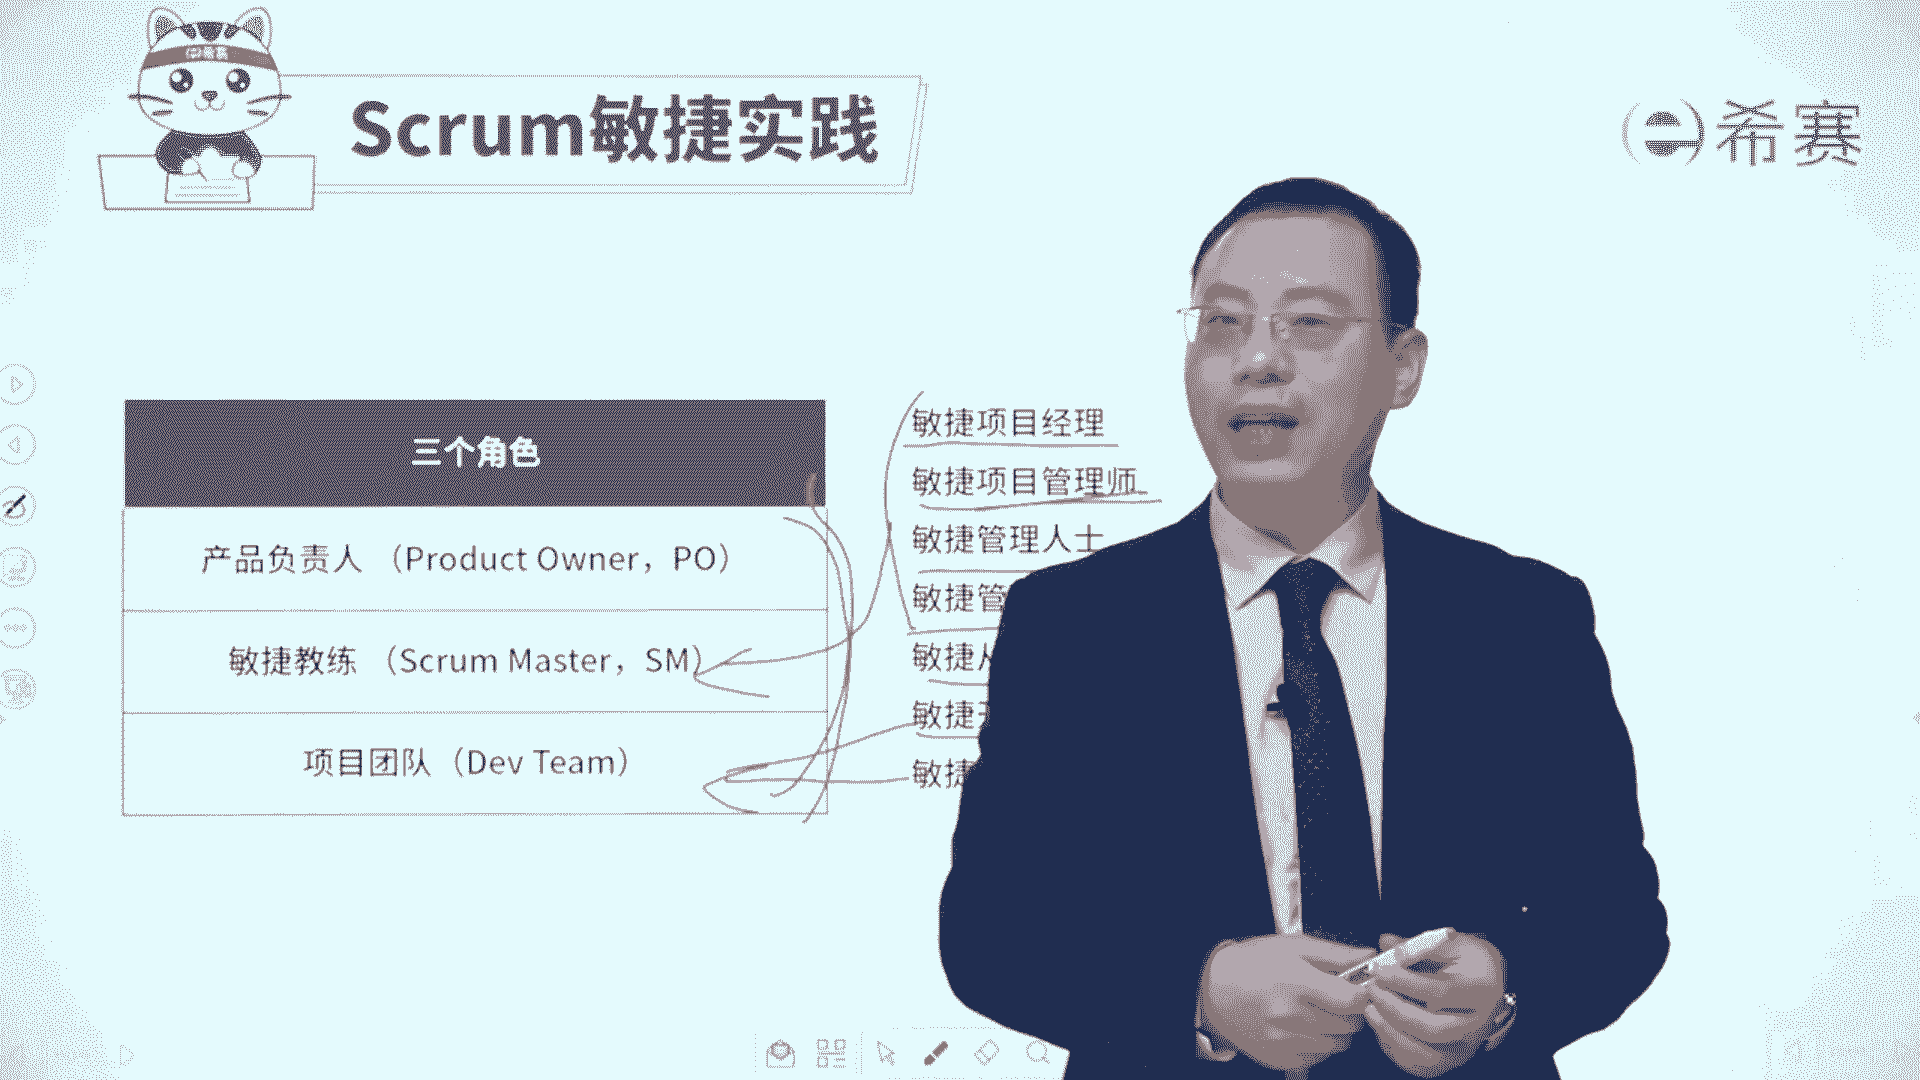 Scrum敏捷实践
希赛
三个角色
产品负责人 （Product Owner，PO）
敏捷教练 （Scrum Master，SM）
项目团队（Dev Team）
敏捷项目经理
敏捷项目管理师
敏捷管理人士
敏捷管
敏捷
敏捷
敏捷